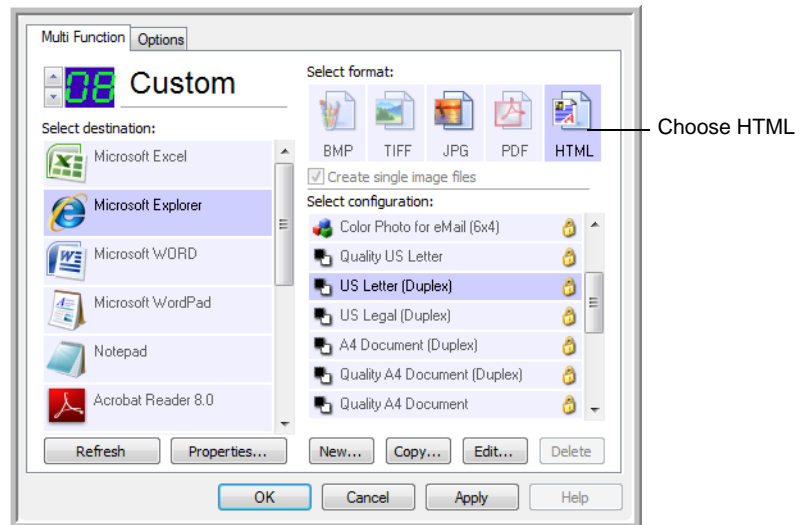 Multi Function
Options
08 Custom
Select destination:
Microsoft Excel
Microsoft Explorer
Microsoft WORD
Microsoft WordPad
Notepad
Acrobat Reader 8.0
Refresh
Properties...
Select format:
BMP TIFF JPG PDF HTML
Create single image files
Select configuration:
Color Photo for eMail (6x4)
Quality US Letter
US Letter (Duplex)
US Legal (Duplex)
A4 Document (Duplex)
Quality A4 Document (Duplex)
Quality A4 Document
New...
Copy...
Edit...
Delete
OK
Cancel
Apply
Help
Choose HTML